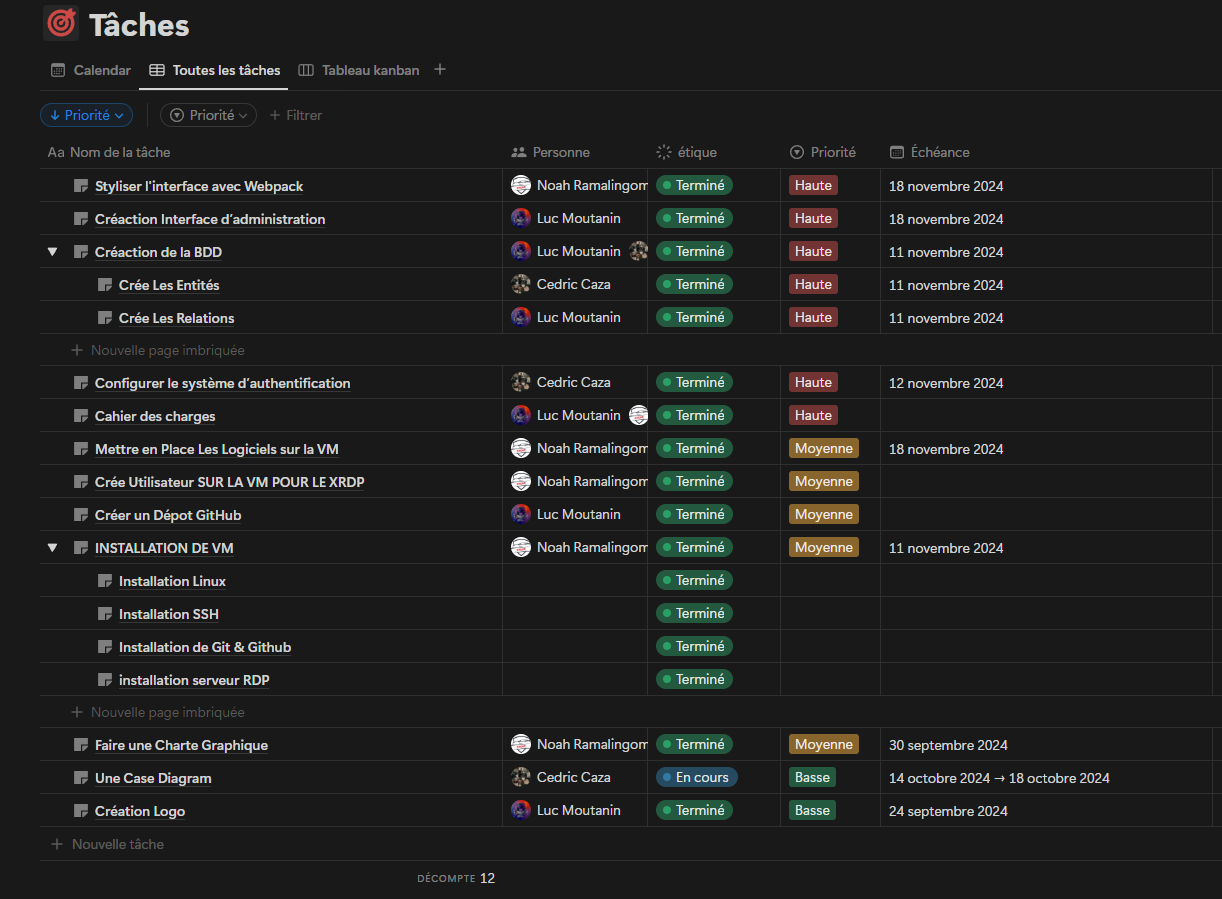 Tâches
Calendar Toutes les tâches Tableau kanban +
↓ Priorité Priorité + Filtrer
Aa Nom de la tâche Personne étique Priorité Échéance
Styliser l'interface avec Webpack Noah Ramalingom Terminé Haute 18 novembre 2024
Créaction Interface d'administration Luc Moutanin Terminé Haute 18 novembre 2024
Créaction de la BDD Luc Moutanin Terminé Haute 11 novembre 2024
Crée Les Entités Cedric Caza Terminé Haute 11 novembre 2024
Crée Les Relations Luc Moutanin Terminé Haute 11 novembre 2024
+ Nouvelle page imbriquée
Configurer le système d'authentification Cedric Caza Terminé Haute 12 novembre 2024
Cahier des charges Luc Moutanin Terminé Haute
Mettre en Place Les Logiciels sur la VM Noah Ramalingom Terminé Moyenne 18 novembre 2024
Crée Utilisateur SUR LA VM POUR LE XRDP Noah Ramalingom Terminé Moyenne
Créer un Dépot GitHub Luc Moutanin Terminé Moyenne
INSTALLATION DE VM Noah Ramalingom Terminé Moyenne 11 novembre 2024
Installation Linux Terminé
Installation SSH Terminé
Installation de Git & Github Terminé
installation serveur RDP Terminé
+ Nouvelle page imbriquée
Faire une Charte Graphique Noah Ramalingom Terminé Moyenne 30 septembre 2024
Une Case Diagram Cedric Caza En cours Basse 14 octobre 2024 → 18 octobre 2024
Création Logo Luc Moutanin Terminé Basse 24 septembre 2024
+ Nouvelle tâche
DÉCOMPTE 12